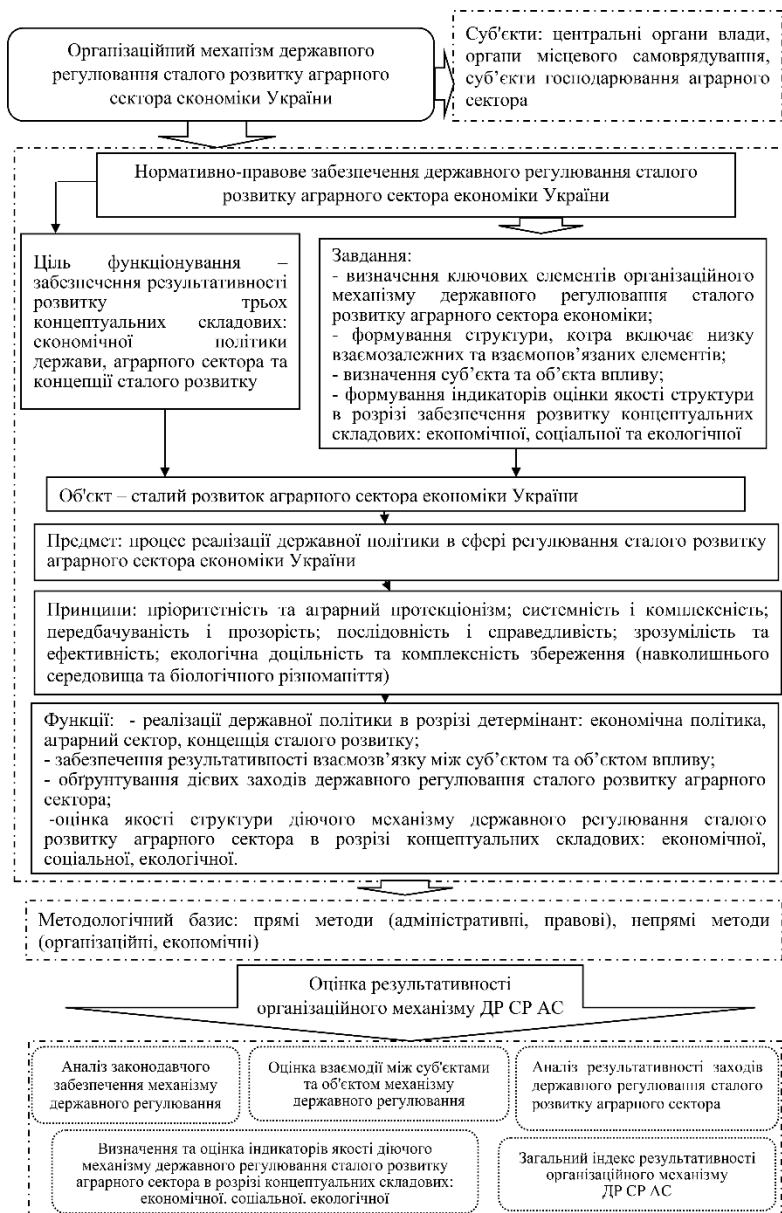 Організаційний механізм державного
регулювання сталого розвитку аграрного
сектора економіки України
Суб'єкти: центральні органи влади,
органи місцевого самоврядування,
суб’єкти господарювання аграрного
сектора
Нормативно-правове забезпечення державного регулювання сталого
розвитку аграрного сектора економіки України
Ціль функціонування –
забезпечення результативності
розвитку трьох
концептуальних складових:
економічної політики
держави, аграрного сектора та
концепції сталого розвитку
Завдання:
- визначення ключових елементів організаційного
механізму державного регулювання сталого
розвитку аграрного сектора економіки;
- формування структури, котра включає низку
взаємозалежних та взаємопов’язаних елементів;
- визначення суб’єкта та об’єкта впливу;
- формування індикаторів оцінки якості структури
в розрізі забезпечення розвитку концептуальних
складових: економічної, соціальної та екологічної
Об'єкт – сталий розвиток аграрного сектора економіки України
Предмет: процес реалізації державної політики в сфері регулювання сталого розвитку
аграрного сектора економіки України
Принципи: пріоритетність та аграрний протекціонізм; системність і комплексність;
передбачуваність і прозорість; послідовність і справедливість; зрозумілість та
ефективність; екологічна доцільність та комплексність збереження (навколишнього
середовища та біологічного різноманіття)
Функції: - реалізації державної політики в розрізі детермінант: економічна політика,
аграрний сектор, концепція сталого розвитку;
- забезпечення результативності взаємозв’язку між суб’єктом та об’єктом впливу;
- обґрунтування дієвих заходів державного регулювання сталого розвитку аграрного
сектора;
-оцінка якості структури діючого механізму державного регулювання сталого
розвитку аграрного сектора в розрізі концептуальних складових: економічної,
соціальної, екологічної.
Методологічний базис: прямі методи (адміністративні, правові), непрямі методи
(організаційні, економічні)
Оцінка результативності
організаційного механізму ДР СР АС
Аналіз законодавчого
забезпечення механізму
державного регулювання
Оцінка взаємодії між суб'єктами
та об'єктом механізму
державного регулювання
Аналіз результативності заходів
державного регулювання сталого
розвитку аграрного сектора
Визначення та оцінка індикаторів якості діючого
механізму державного регулювання сталого розвитку
аграрного сектора в розрізі концептуальних складових:
економічної. соціальної. екологічної
Загальний індекс результативності
організаційного механізму
ДР СР АС